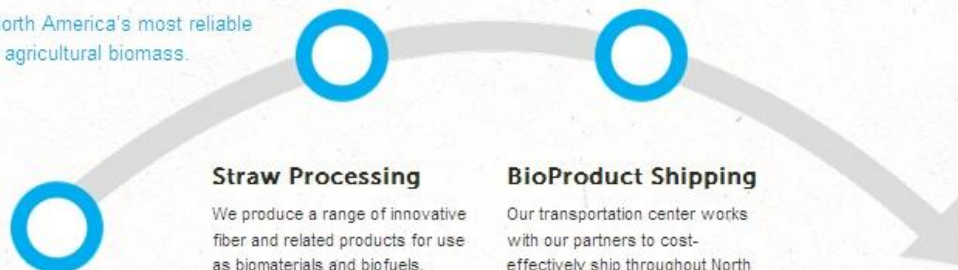 North America's most reliable
agricultural biomass.
Straw Processing
We produce a range of innovative
fiber and related products for use
as biomaterials and biofuels.
BioProduct Shipping
Our transportation center works
with our partners to cost-
effectively ship throughout North